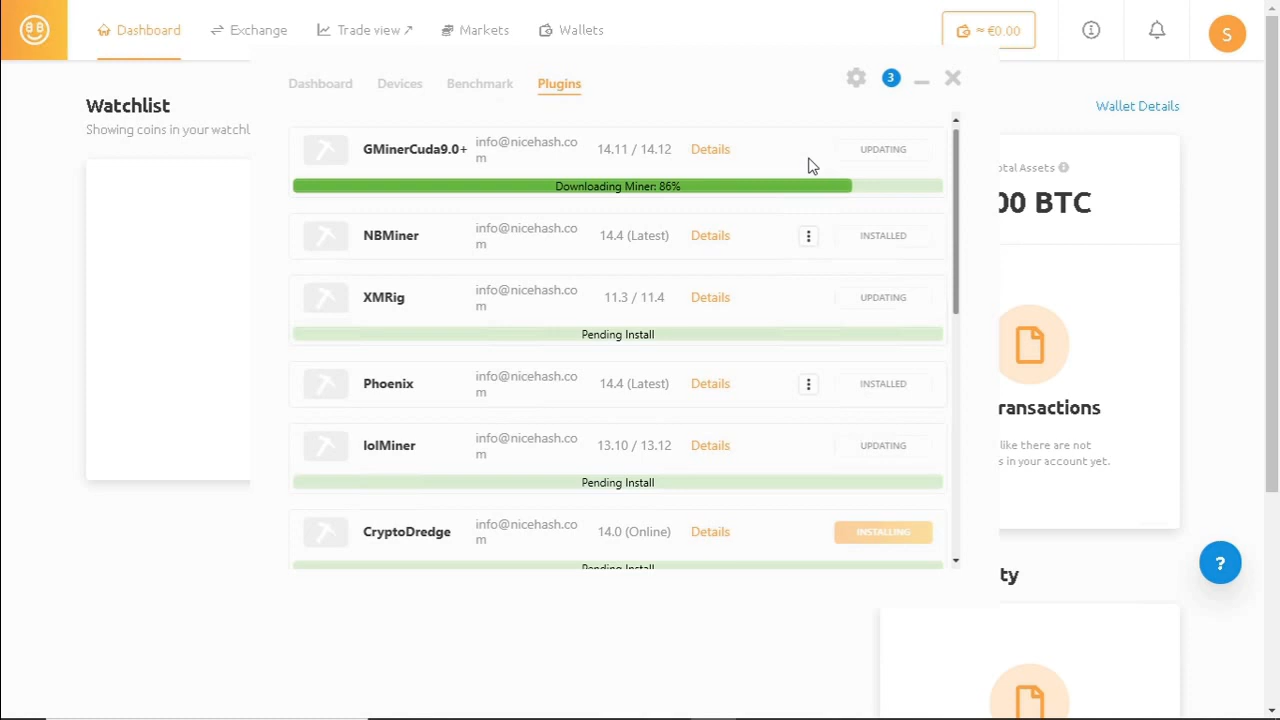 Dashboard
Exchange
Trade view ↗
Markets
Wallets
≈ €0.00
S
Dashboard
Devices
Benchmark
Plugins
3
Watchlist
Showing coins in your watchl
Wallet Details
GMinerCuda9.0+
info@nicehash.co
m
14.11 / 14.12
Details
UPDATING
Downloading Miner: 86%
otal Assets
00 BTC
NBMiner
info@nicehash.co
m
14.4 (Latest)
Details
INSTALLED
XMRig
info@nicehash.co
m
11.3 / 11.4
Details
UPDATING
Pending Install
Phoenix
info@nicehash.co
m
14.4 (Latest)
Details
INSTALLED
ransactions
like there are not
s in your account yet.
lolMiner
info@nicehash.co
m
13.10 / 13.12
Details
UPDATING
Pending Install
CryptoDredge
info@nicehash.co
m
14.0 (Online)
Details
INSTALLING
Pending Install
?
ty